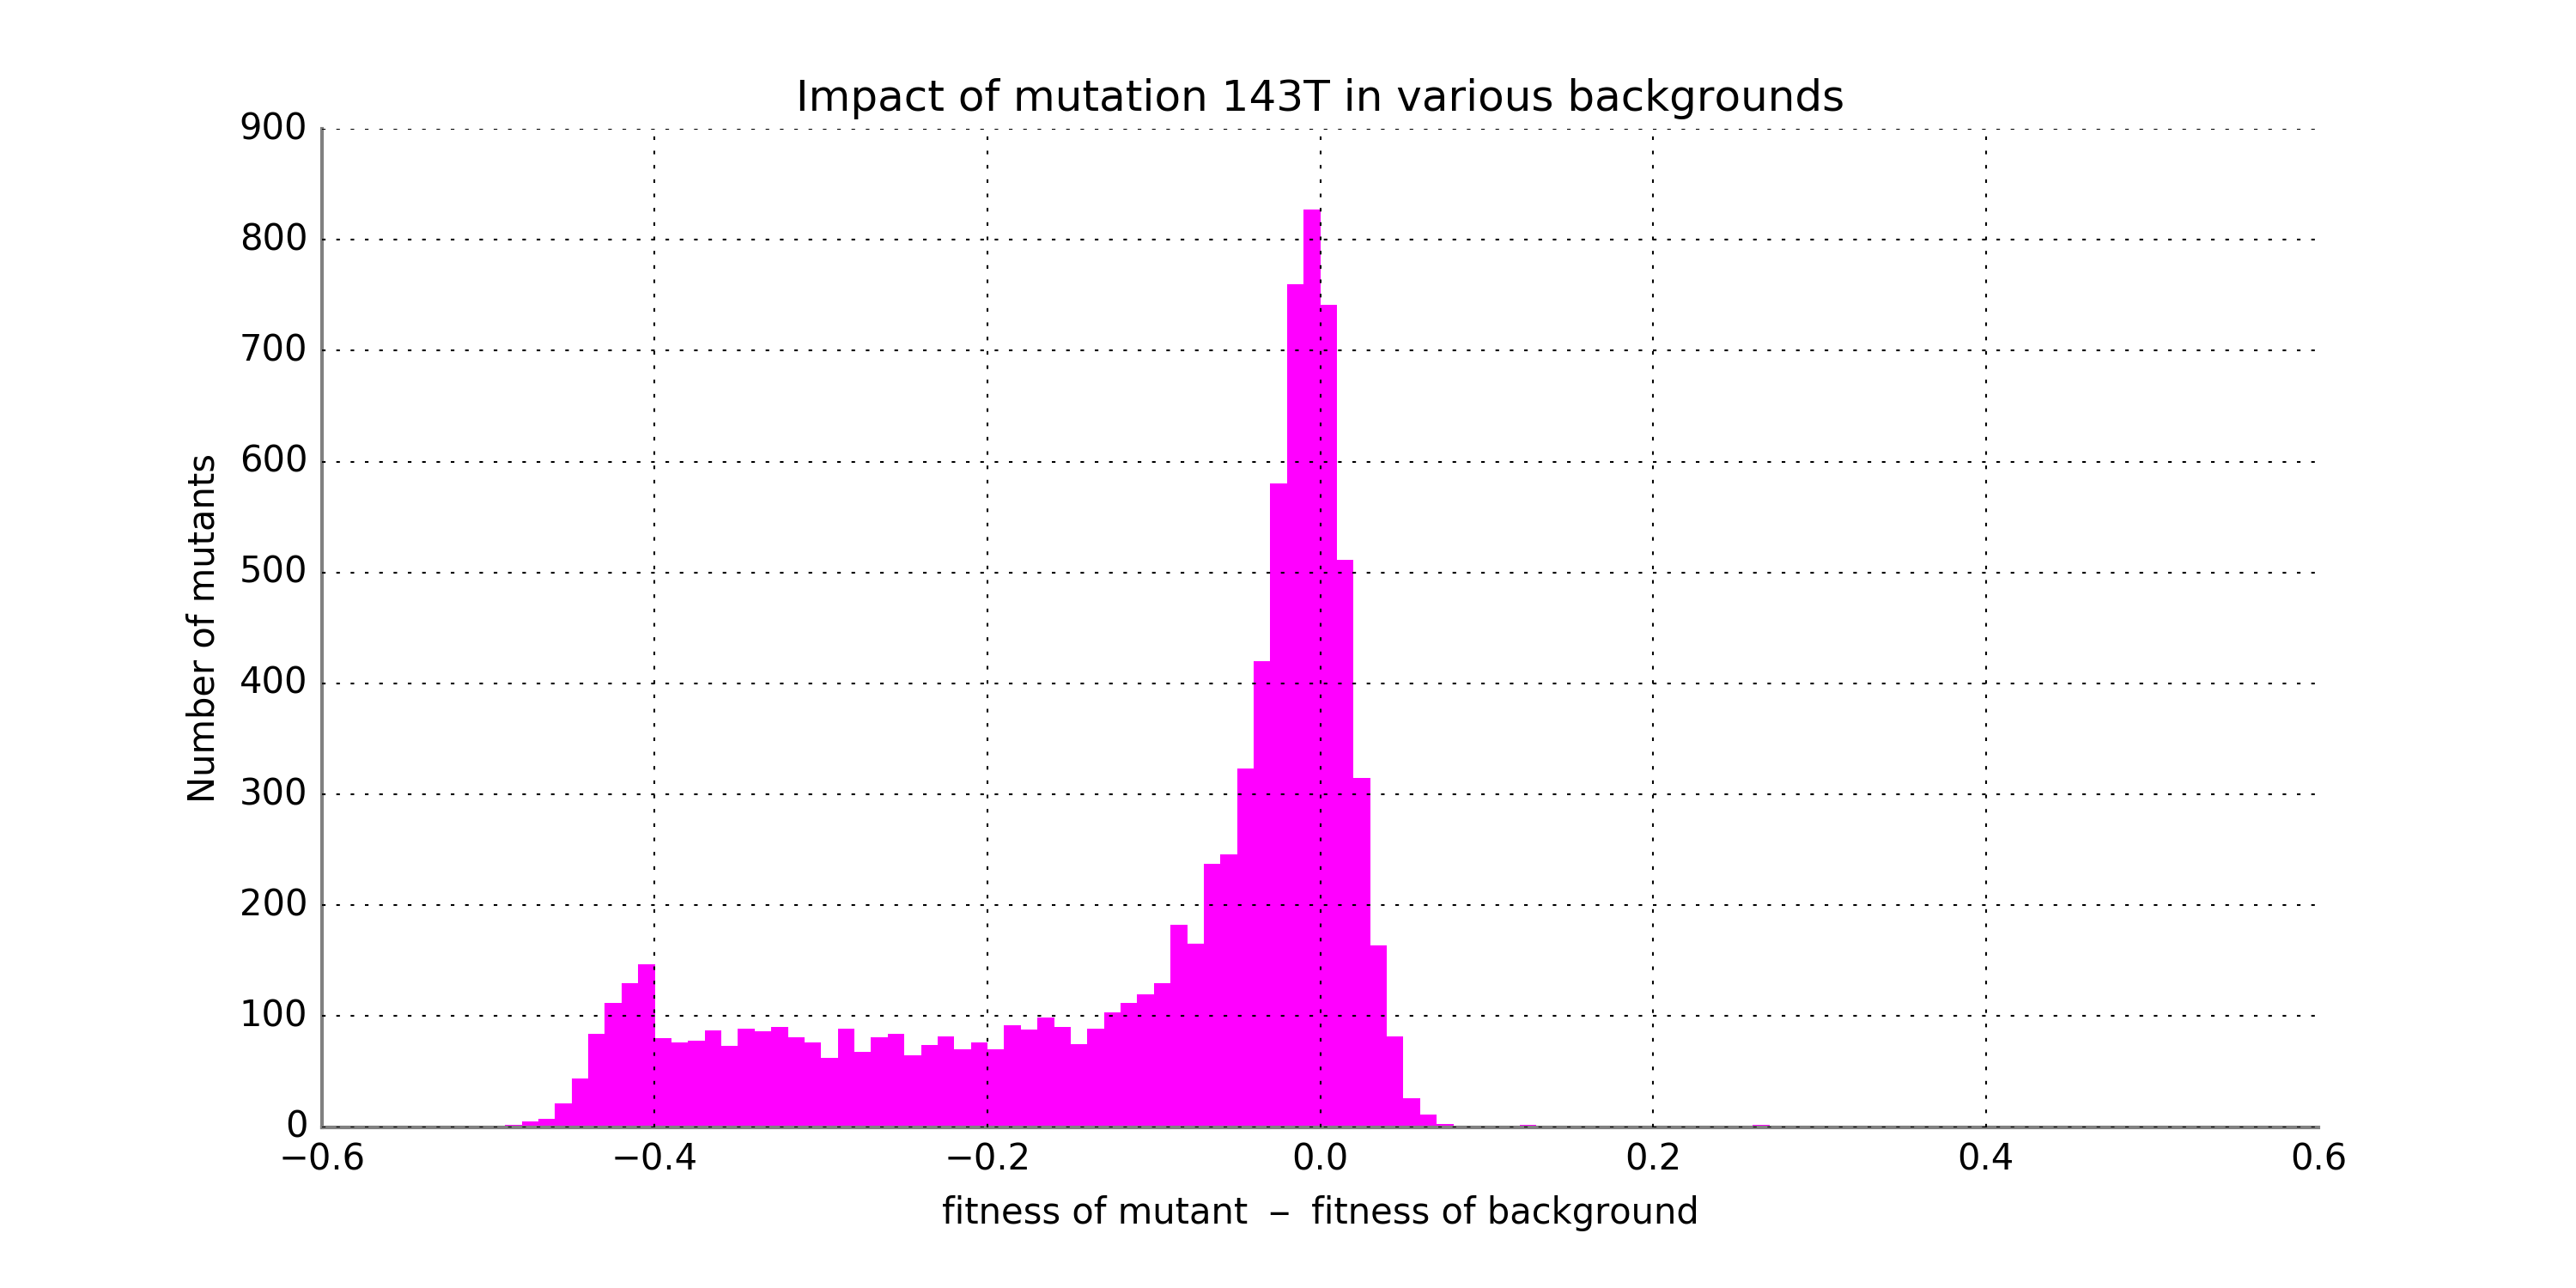 Impact of mutation 143T in various backgrounds
900
800
700
600
500
400
300
200
100
0
Number of mutants
−0.6 −0.4 −0.2 0.0 0.2 0.4 0.6
fitness of mutant − fitness of background